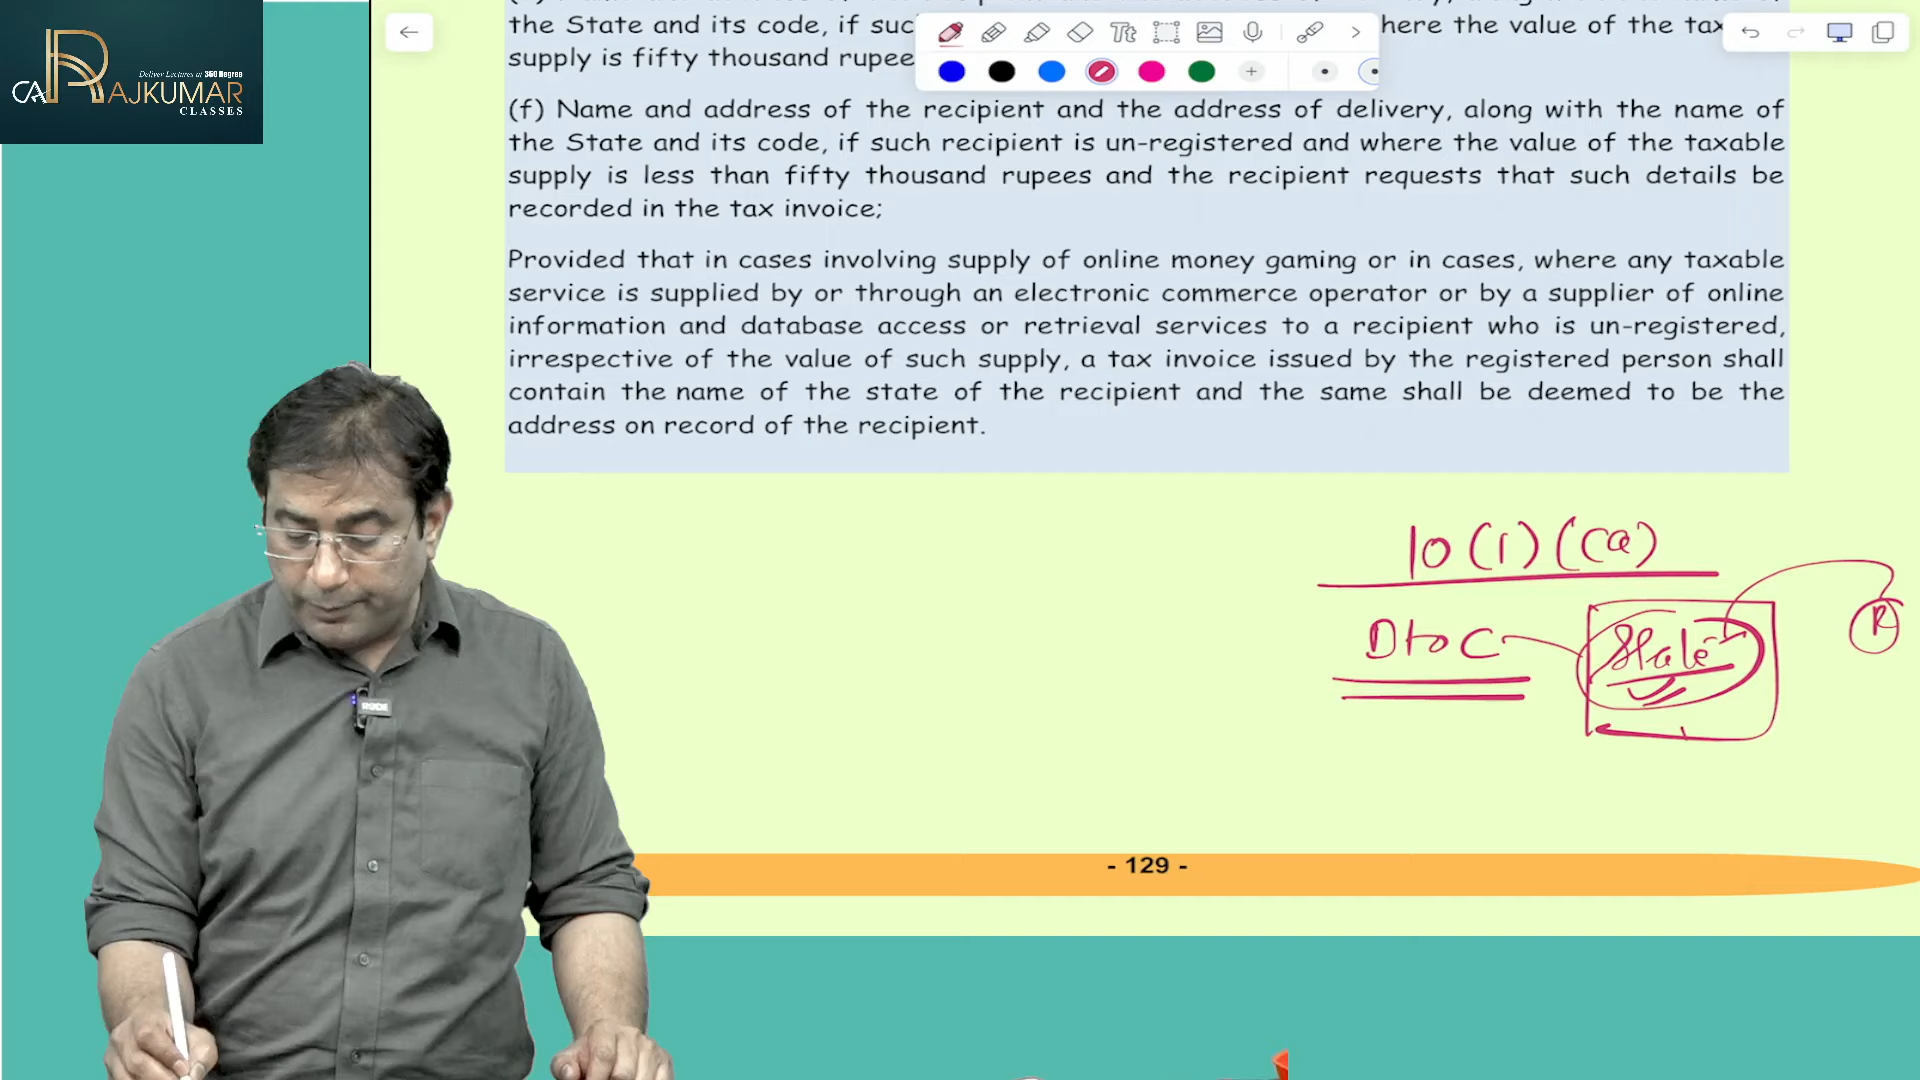 Deliver Lectures at 360 Degree
CA RAJKUMAR
CLASSES
the State and its code, if suc
here the value of the tax
supply is fifty thousand rupee
Tt
(f) Name and address of the recipient and the address of delivery, along with the name of
the State and its code, if such recipient is un-registered and where the value of the taxable
supply is less than fifty thousand rupees and the recipient requests that such details be
recorded in the tax invoice;
Provided that in cases involving supply of online money gaming or in cases, where any taxable
service is supplied by or through an electronic commerce operator or by a supplier of online
information and database access or retrieval services to a recipient who is un-registered,
irrespective of the value of such supply, a tax invoice issued by the registered person shall
contain the name of the state of the recipient and the same shall be deemed to be the
address on record of the recipient.
10 (1) (ca)
D to C
State
R
RODE
- 129 -